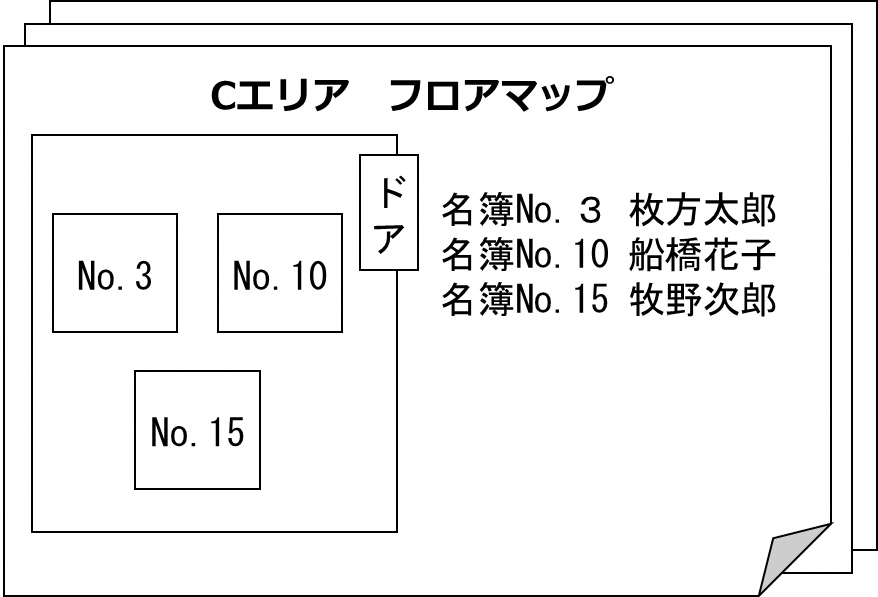 Cエリア　フロアマップ
ドア
名簿No.３ 枚方太郎
名簿No.10 船橋花子
名簿No.15 牧野次郎
No.3
No.10
No.15